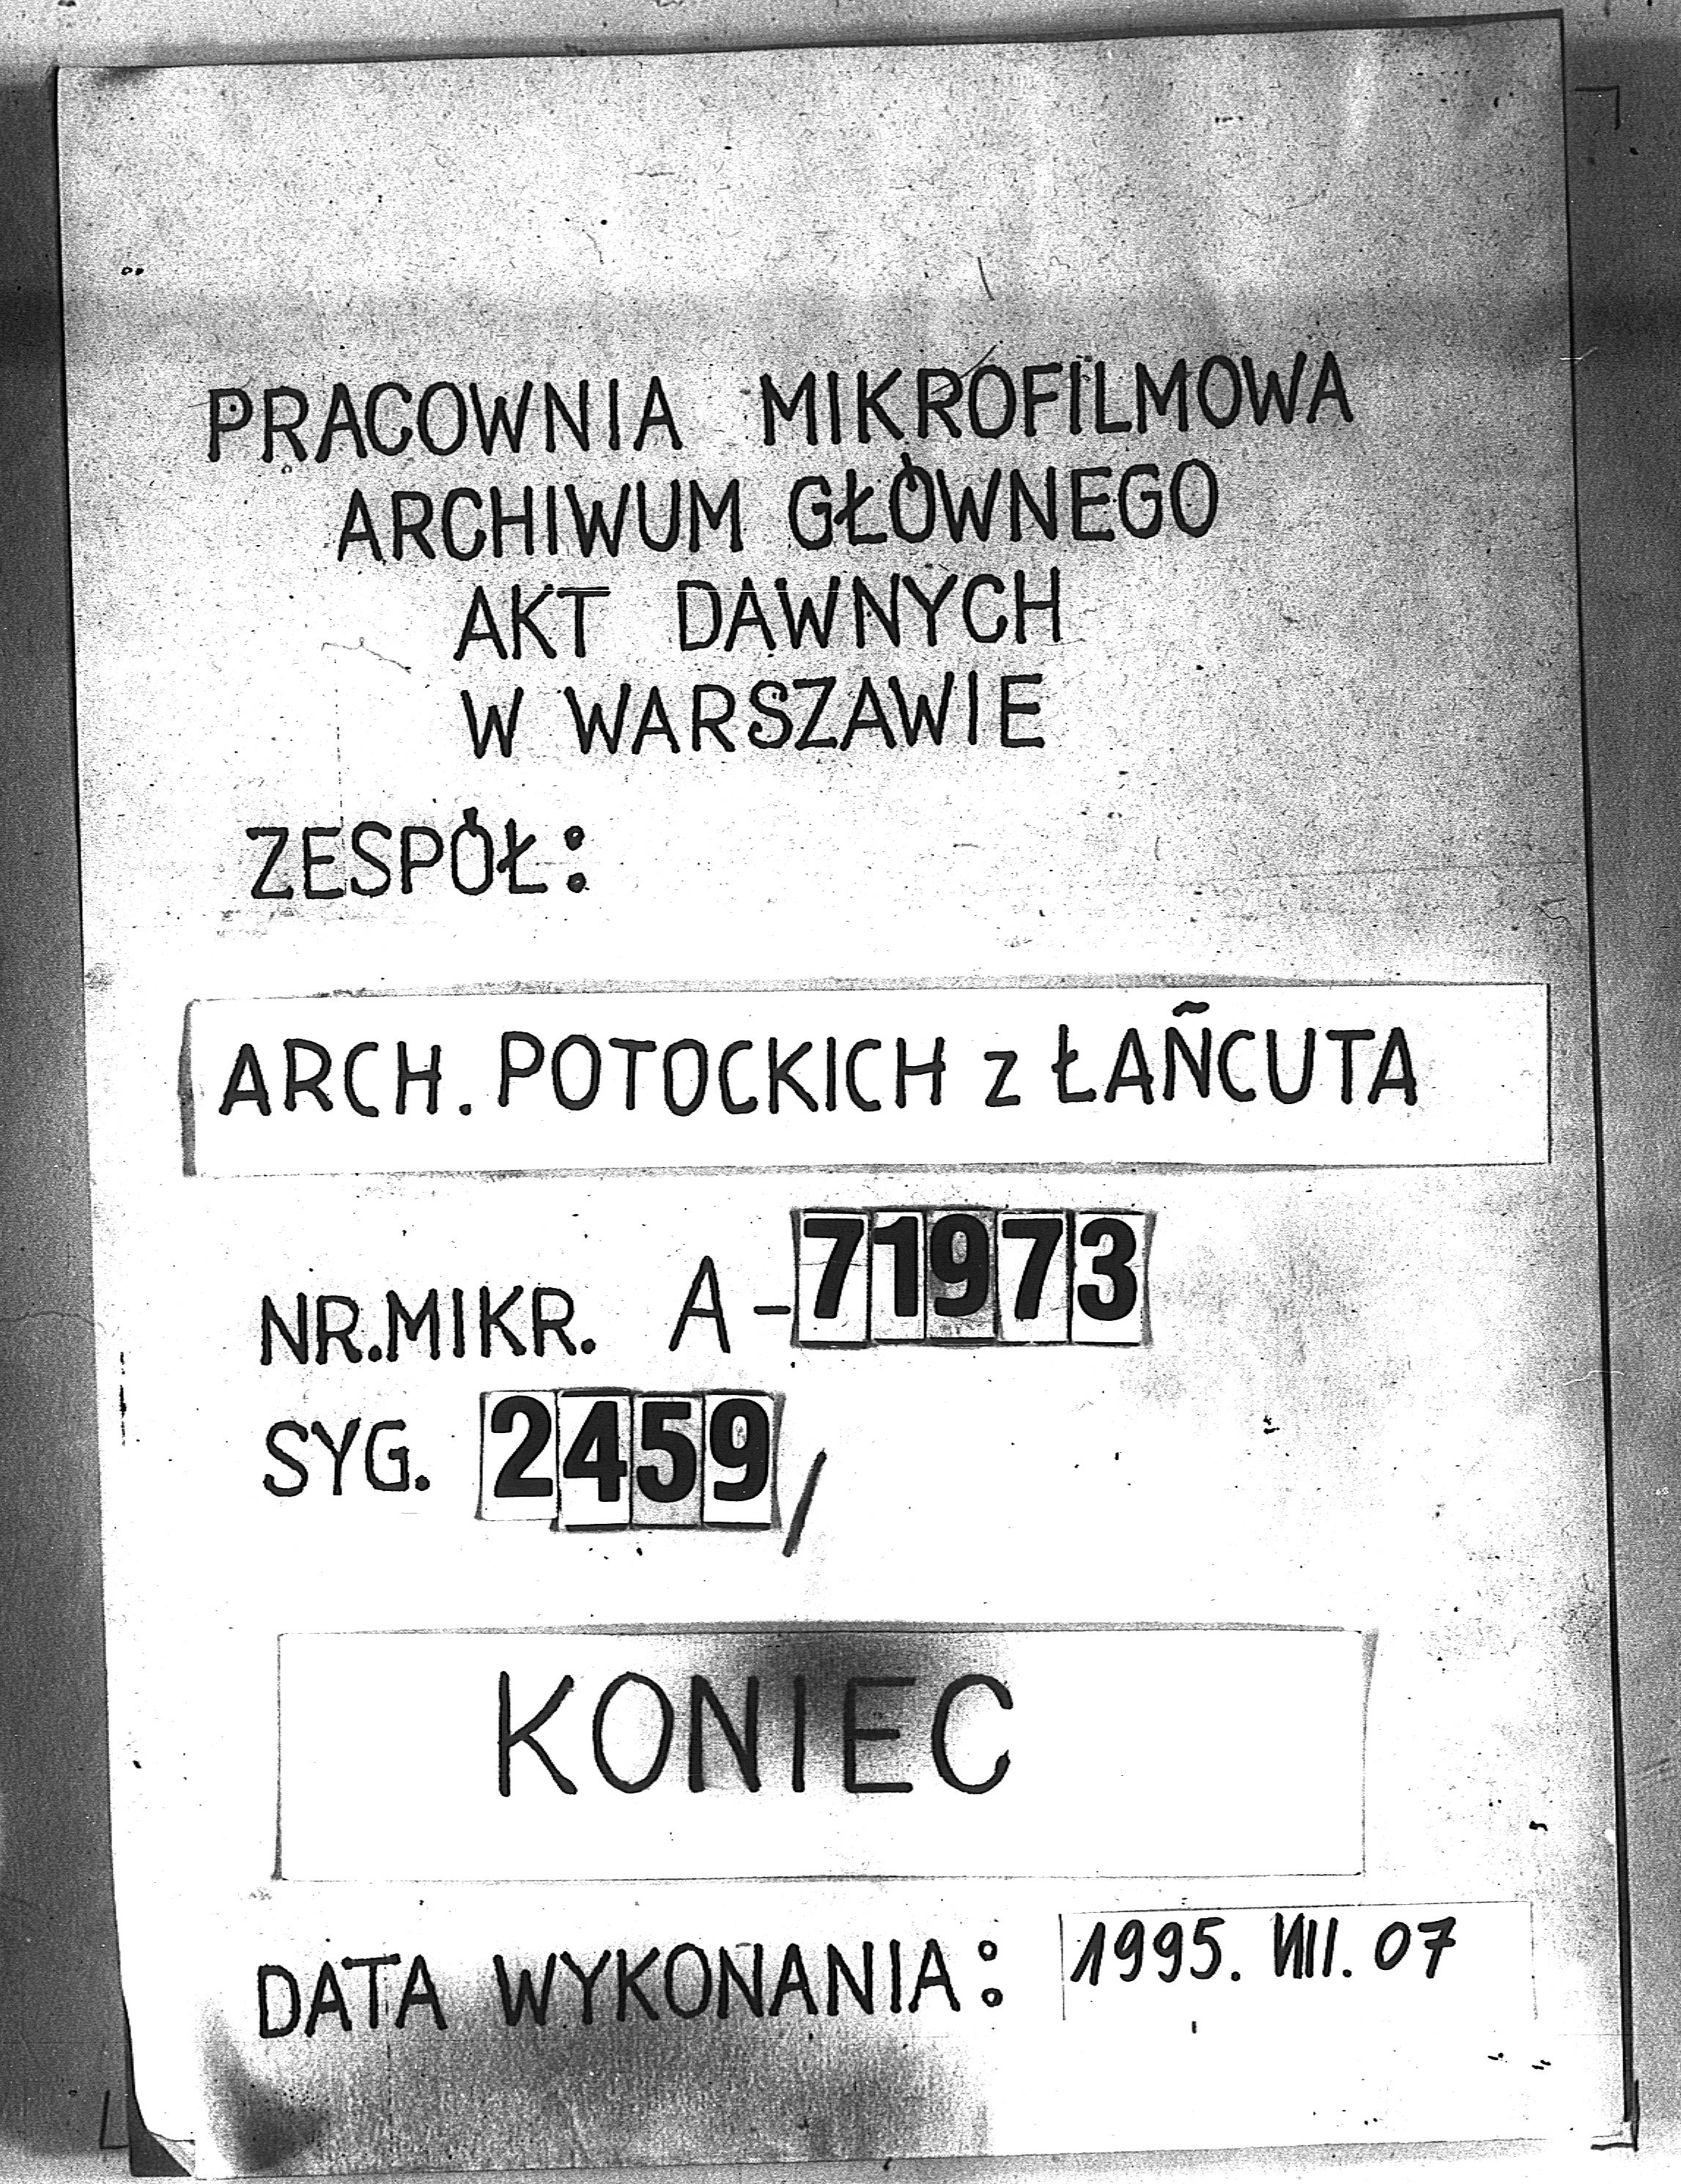 PRACOWNIA MIKROFILMOWA
ARCHIWUM GŁÓWNEGO
AKT DAWNYCH
W WARSZAWIE
ZESPÓŁ:
ARCH. POTOCKICH z ŁAŃCUTA
NR.MIKR. A-71973
SYG. 2459/
KONIEC
DATA WYKONANIA: 1995. VIII. 07